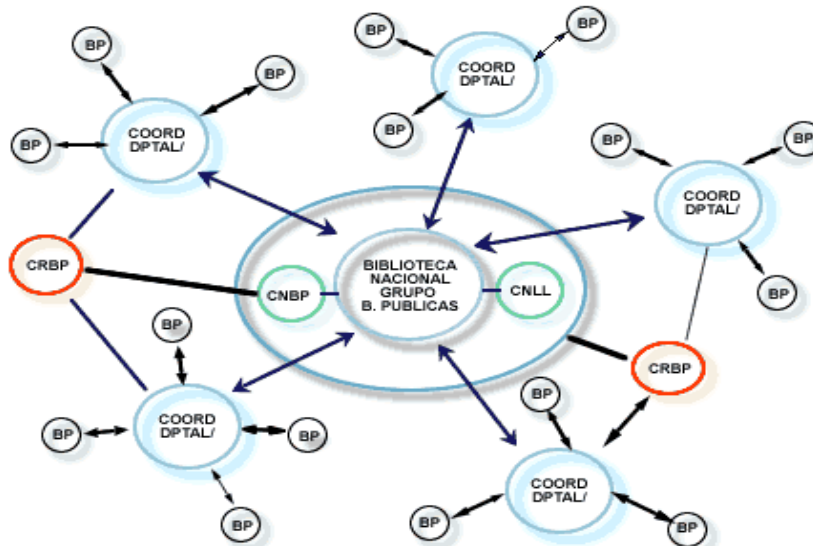 BP
BP
BP
COORD
DPTAL/
BP
BP
BP
COORD
DPTAL/
BP
BP
BP
COORD
DPTAL/
CRBP
CNBP
BIBLIOTECA
NACIONAL
GRUPO
B. PUBLICAS
CNLL
CRBP
BP
BP
BP
BP
COORD
DPTAL/
BP
BP
COORD
DPTAL/
BP
BP